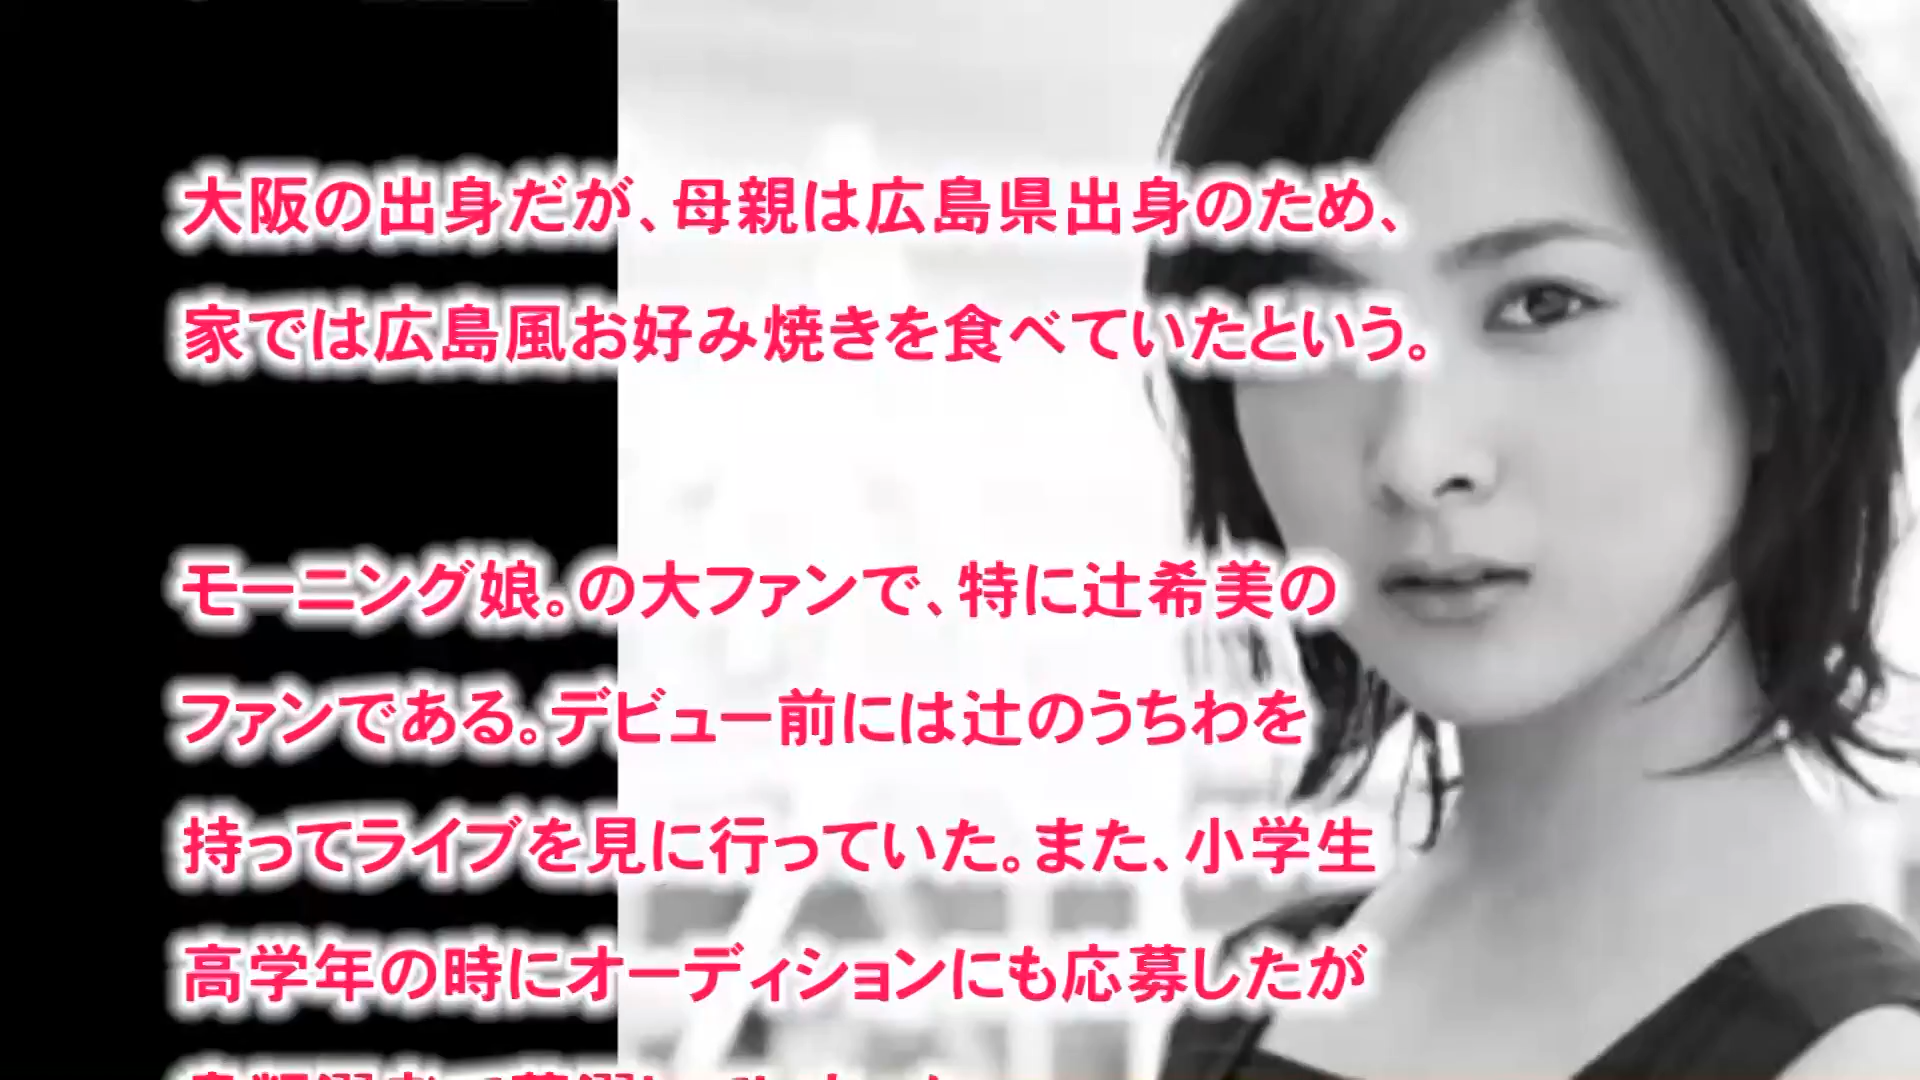 大阪の出身だが、母親は広島県出身のため、
家では広島風お好み焼きを食べていたという。
モーニング娘。の大ファンで、特に辻希美の
ファンである。デビュー前には辻のうちわを
持ってライブを見に行っていた。また、小学生
高学年の時にオーディションにも応募したが